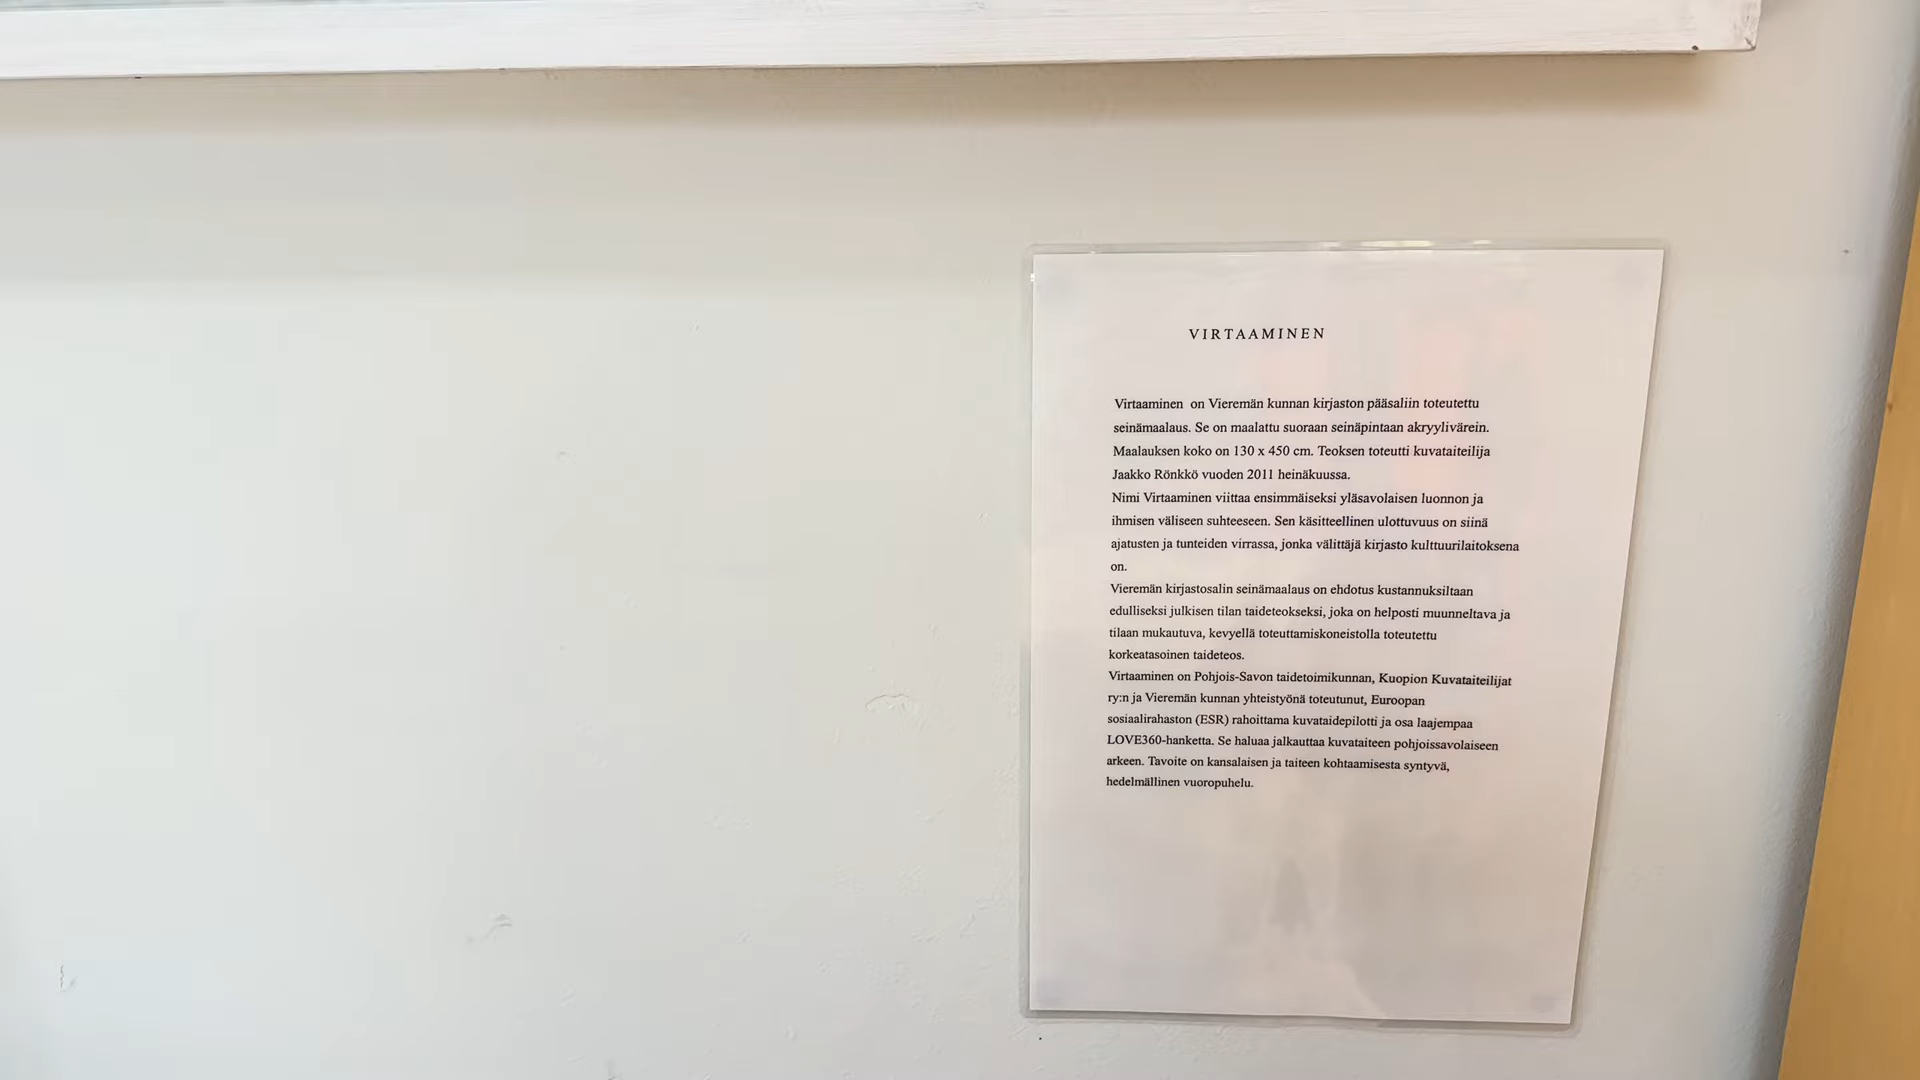 VIRTAAMINEN
Virtaaminen on Vieremän kunnan kirjaston pääsaliin toteutettu
seinämaalaus. Se on maalattu suoraan seinäpintaan akryylivärein.
Maalauksen koko on 130 x 450 cm. Teoksen toteutti kuvataiteilija
Jaakko Rönkkö vuoden 2011 heinäkuussa.
Nimi Virtaaminen viittaa ensimmäiseksi yläsavolaisen luonnon ja
ihmisen väliseen suhteeseen. Sen käsitteellinen ulottuvuus on siinä
ajatusten ja tunteiden virrassa, jonka välittäjä kirjasto kulttuurilaitoksena
on.
Vieremän kirjastosalin seinämaalaus on ehdotus kustannuksiltaan
edulliseksi julkisen tilan taideteokseksi, joka on helposti muunneltava ja
tilaan mukautuva, kevyellä toteuttamiskoneistolla toteutettu
korkeatasoinen taideteos.
Virtaaminen on Pohjois-Savon taidetoimikunnan, Kuopion Kuvataiteilijat
ry:n ja Vieremän kunnan yhteistyönä toteutunut, Euroopan
sosiaalirahaston (ESR) rahoittama kuvataidepilotti ja osa laajempaa
LOVE360-hanketta. Se haluaa jalkauttaa kuvataiteen pohjoissavolaiseen
arkeen. Tavoite on kansalaisen ja taiteen kohtaamisesta syntyvä,
hedelmällinen vuoropuhelu.